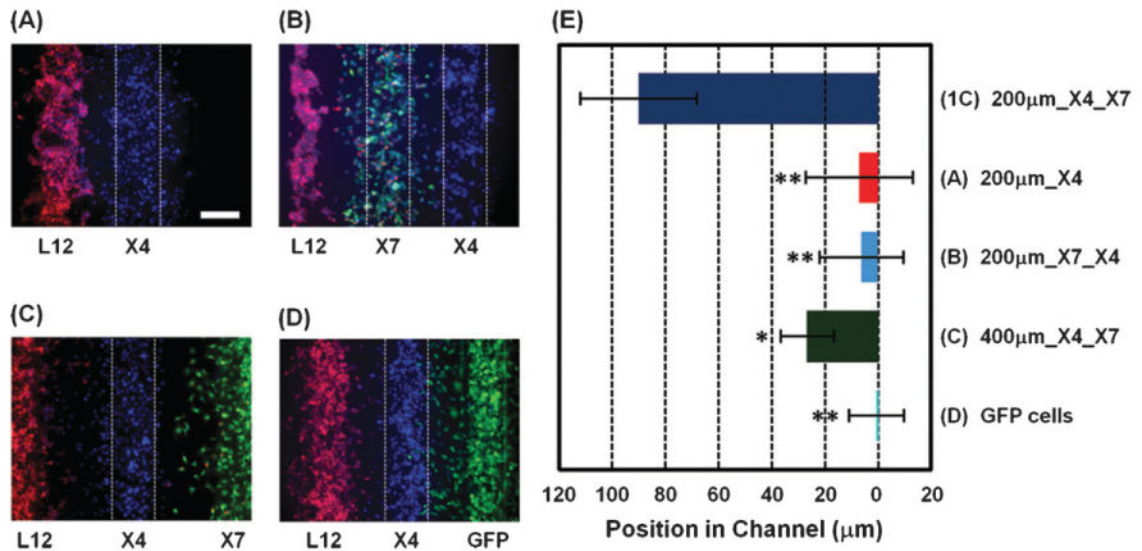 (A)
(B)
L12 X4
L12 X7 X4
(C)
(D)
L12 X4 X7
L12 X4 GFP
(E)
(1C) 200μm_X4_X7
** (A) 200μm_X4
** (B) 200μm_X7_X4
* (C) 400μm_X4_X7
** (D) GFP cells
120 100 80 60 40 20 0 20
Position in Channel (μm)